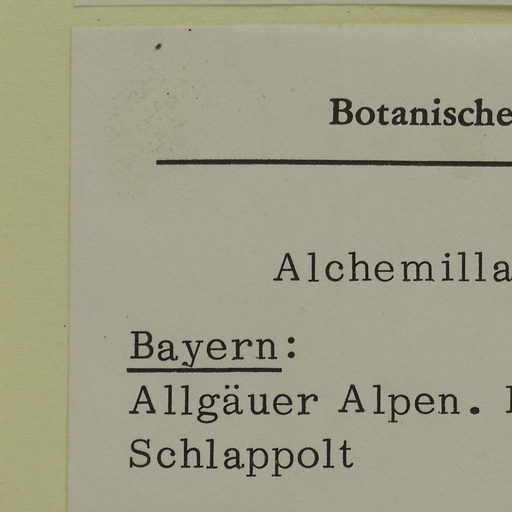 Botanische
Alchemilla
Bayern:
Allgäuer Alpen.
Schlappolt